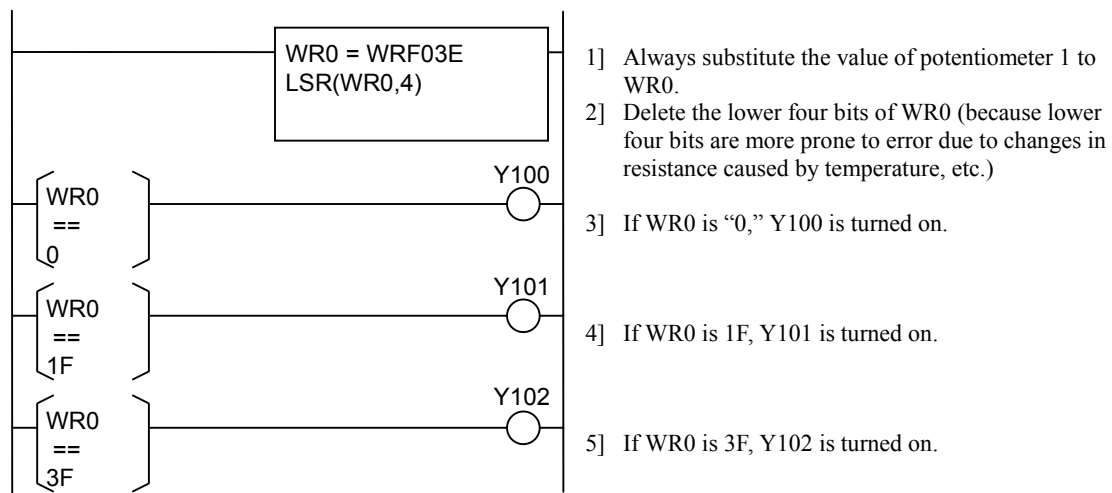 WR0 = WRF03E
LSR(WR0,4)
Y100
WR0
==
0
Y101
WR0
==
1F
Y102
WR0
==
3F
1] Always substitute the value of potentiometer 1 to
WR0.
2] Delete the lower four bits of WR0 (because lower
four bits are more prone to error due to changes in
resistance caused by temperature, etc.)
3] If WR0 is “0,” Y100 is turned on.
4] If WR0 is 1F, Y101 is turned on.
5] If WR0 is 3F, Y102 is turned on.